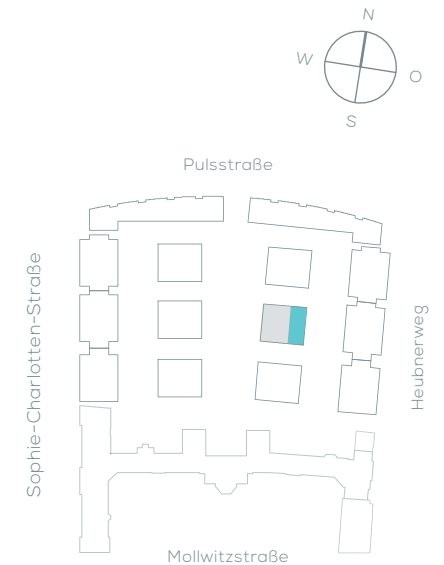 N
W
O
S
Pulsstraße
Sophie-Charlotten-Straße
Heubnerweg
Mollwitzstraße